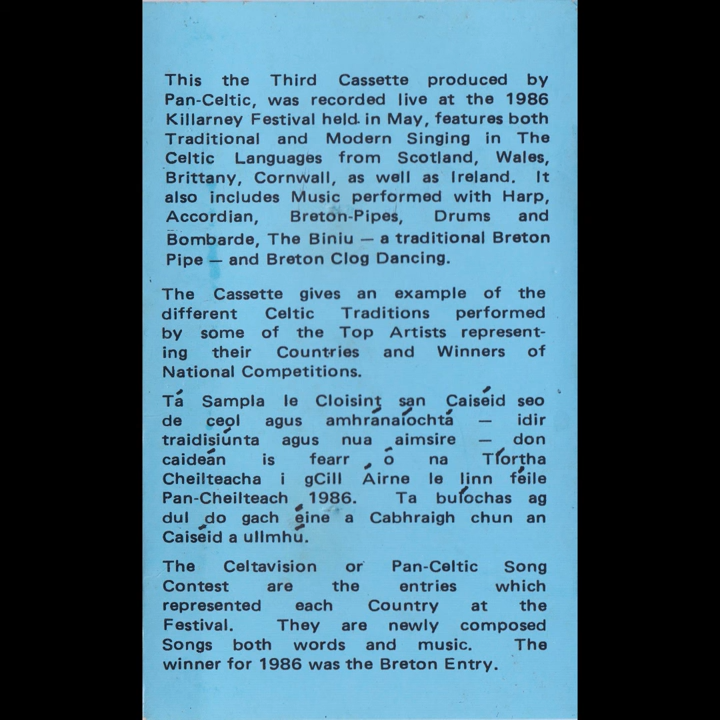 This the Third Cassette produced by
Pan-Celtic, was recorded live at the 1986
Killarney Festival held in May, features both
Traditional and Modern Singing in The
Celtic Languages from Scotland, Wales,
Brittany, Cornwall, as well as Ireland. It
also includes Music performed with Harp,
Accordian, Breton-Pipes, Drums and
Bombarde, The Biniu — a traditional Breton
Pipe — and Breton Clog Dancing.
The Cassette gives an example of the
different Celtic Traditions performed
by some of the Top Artists represent-
ing their Countries and Winners of
National Competitions.
Tá Sampla le Cloisint san Caiséid seo
de ceol agus amhránaíochtá — idir
traidisiúnta agus nua aimsire — don
caideán is fearr ó na Tíortha
Cheilteacha i gCill Áirne le linn féile
Pan-Cheilteach 1986. Ta buíochas ag
dul do gach éine a Cabhraigh chun an
Caiséid a ullmhú.
The Celtavision or Pan-Celtic Song
Contest are the entries which
represented each Country at the
Festival. They are newly composed
Songs both words and music. The
winner for 1986 was the Breton Entry.